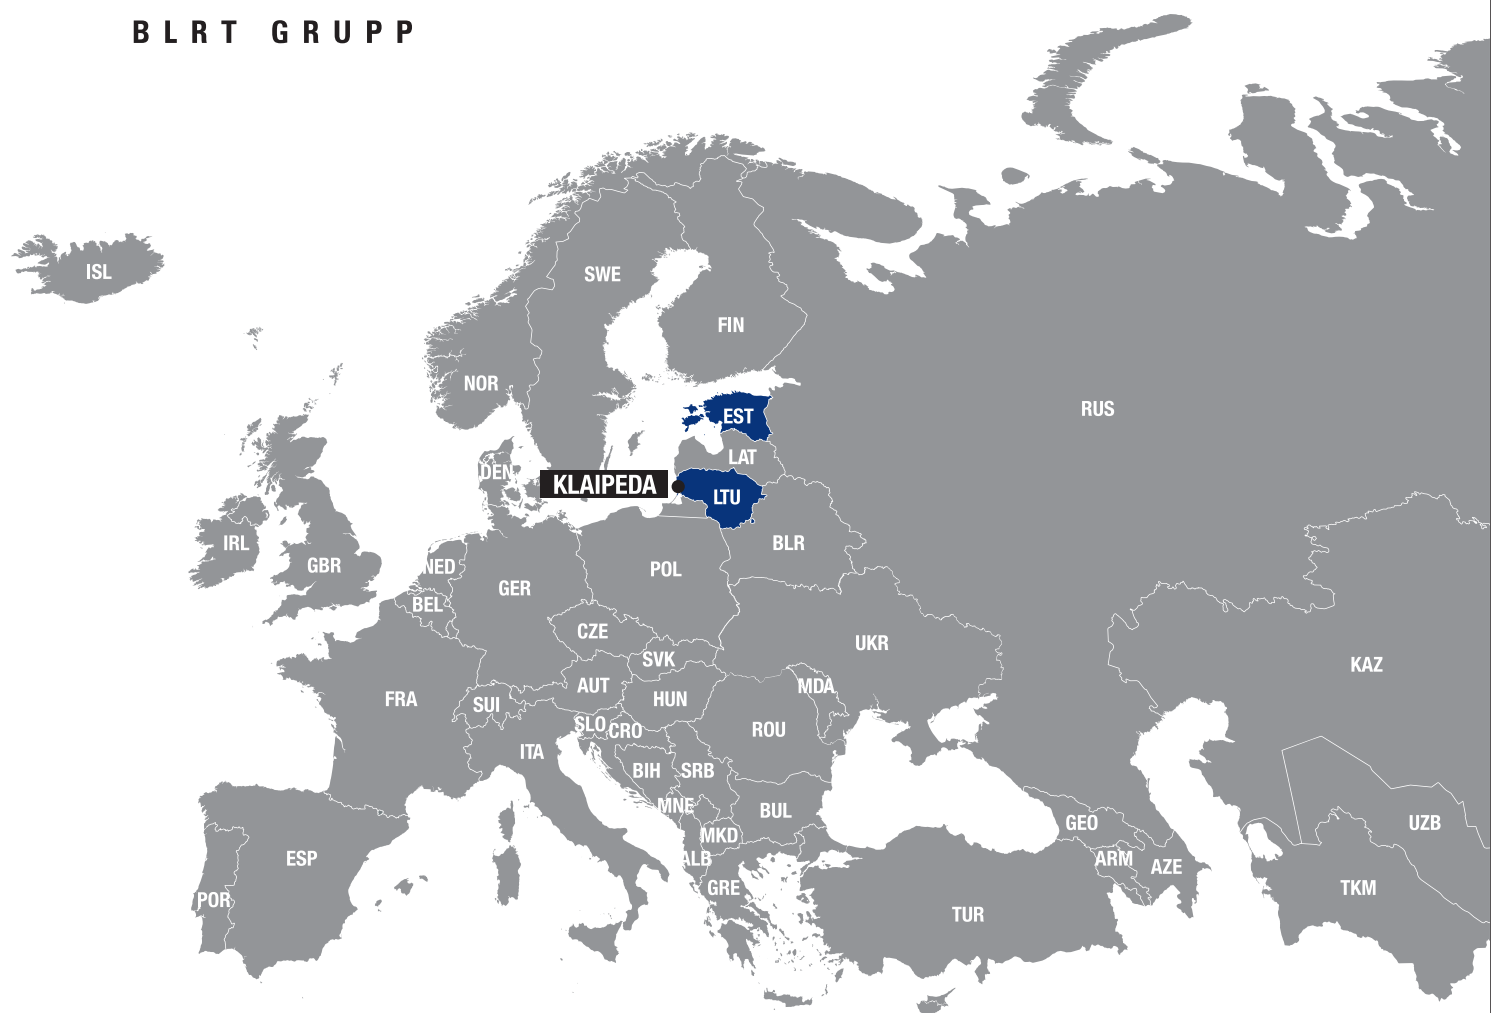 BLRT GRUPP
ISL
SWE
FIN
NOR
RUS
EST
LAT
DEN
KLAIPEDA
LTU
IRL
GBR
BLR
NED
GER
POL
BEL
CZE
UKR
SVK
KAZ
AUT
MDA
FRA
SUI
HUN
SLO
CRO
ROU
ITA
BIH
SRB
MNE
BUL
GEO
UZB
MKD
ESP
ALB
ARM
AZE
GRE
TKM
POR
TUR